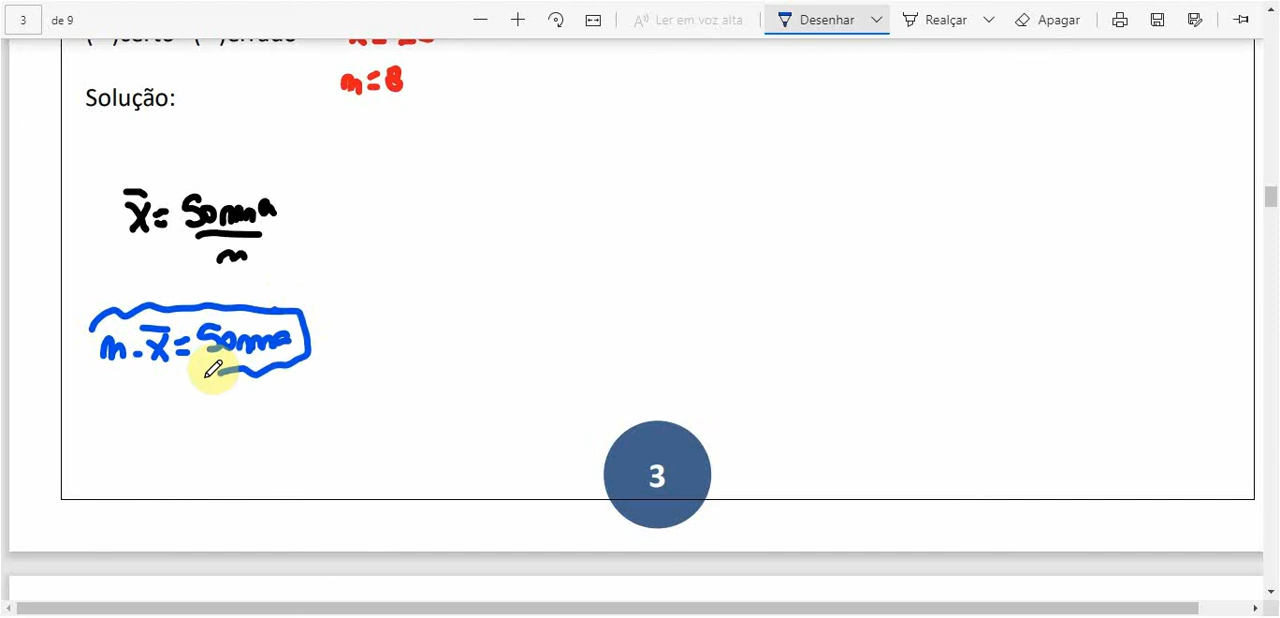 3 de 9 Ler em voz alta Desenhar Realçar Apagar
m = 8
Solução:
X̄ = Soma
n
n . X̄ = Soma
3